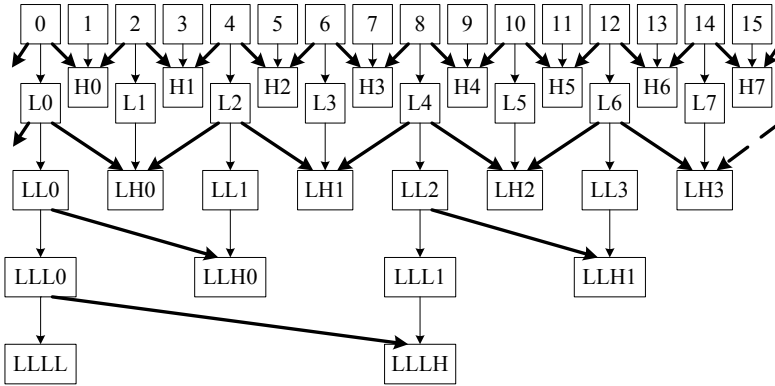 0 1 2 3 4 5 6 7 8 9 10 11 12 13 14 15
H0 H1 H2 H3 H4 H5 H6 H7
L0 L1 L2 L3 L4 L5 L6 L7
LL0 LH0 LL1 LH1 LL2 LH2 LL3 LH3
LLL0 LLH0 LLL1 LLH1
LLLL LLLH